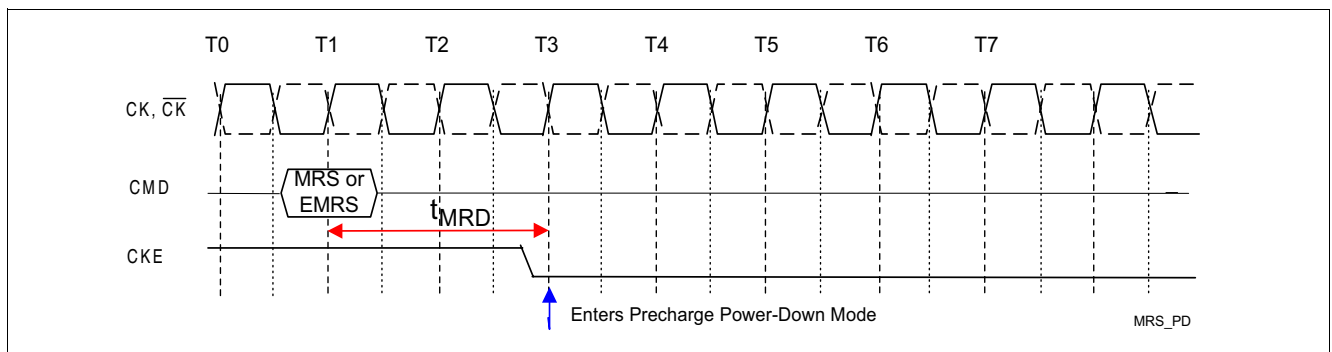 T0 T1 T2 T3 T4 T5 T6 T7
CK, C̅K̅
CMD
MRS or
EMRS
tMRD
CKE
Enters Precharge Power-Down Mode
MRS_PD